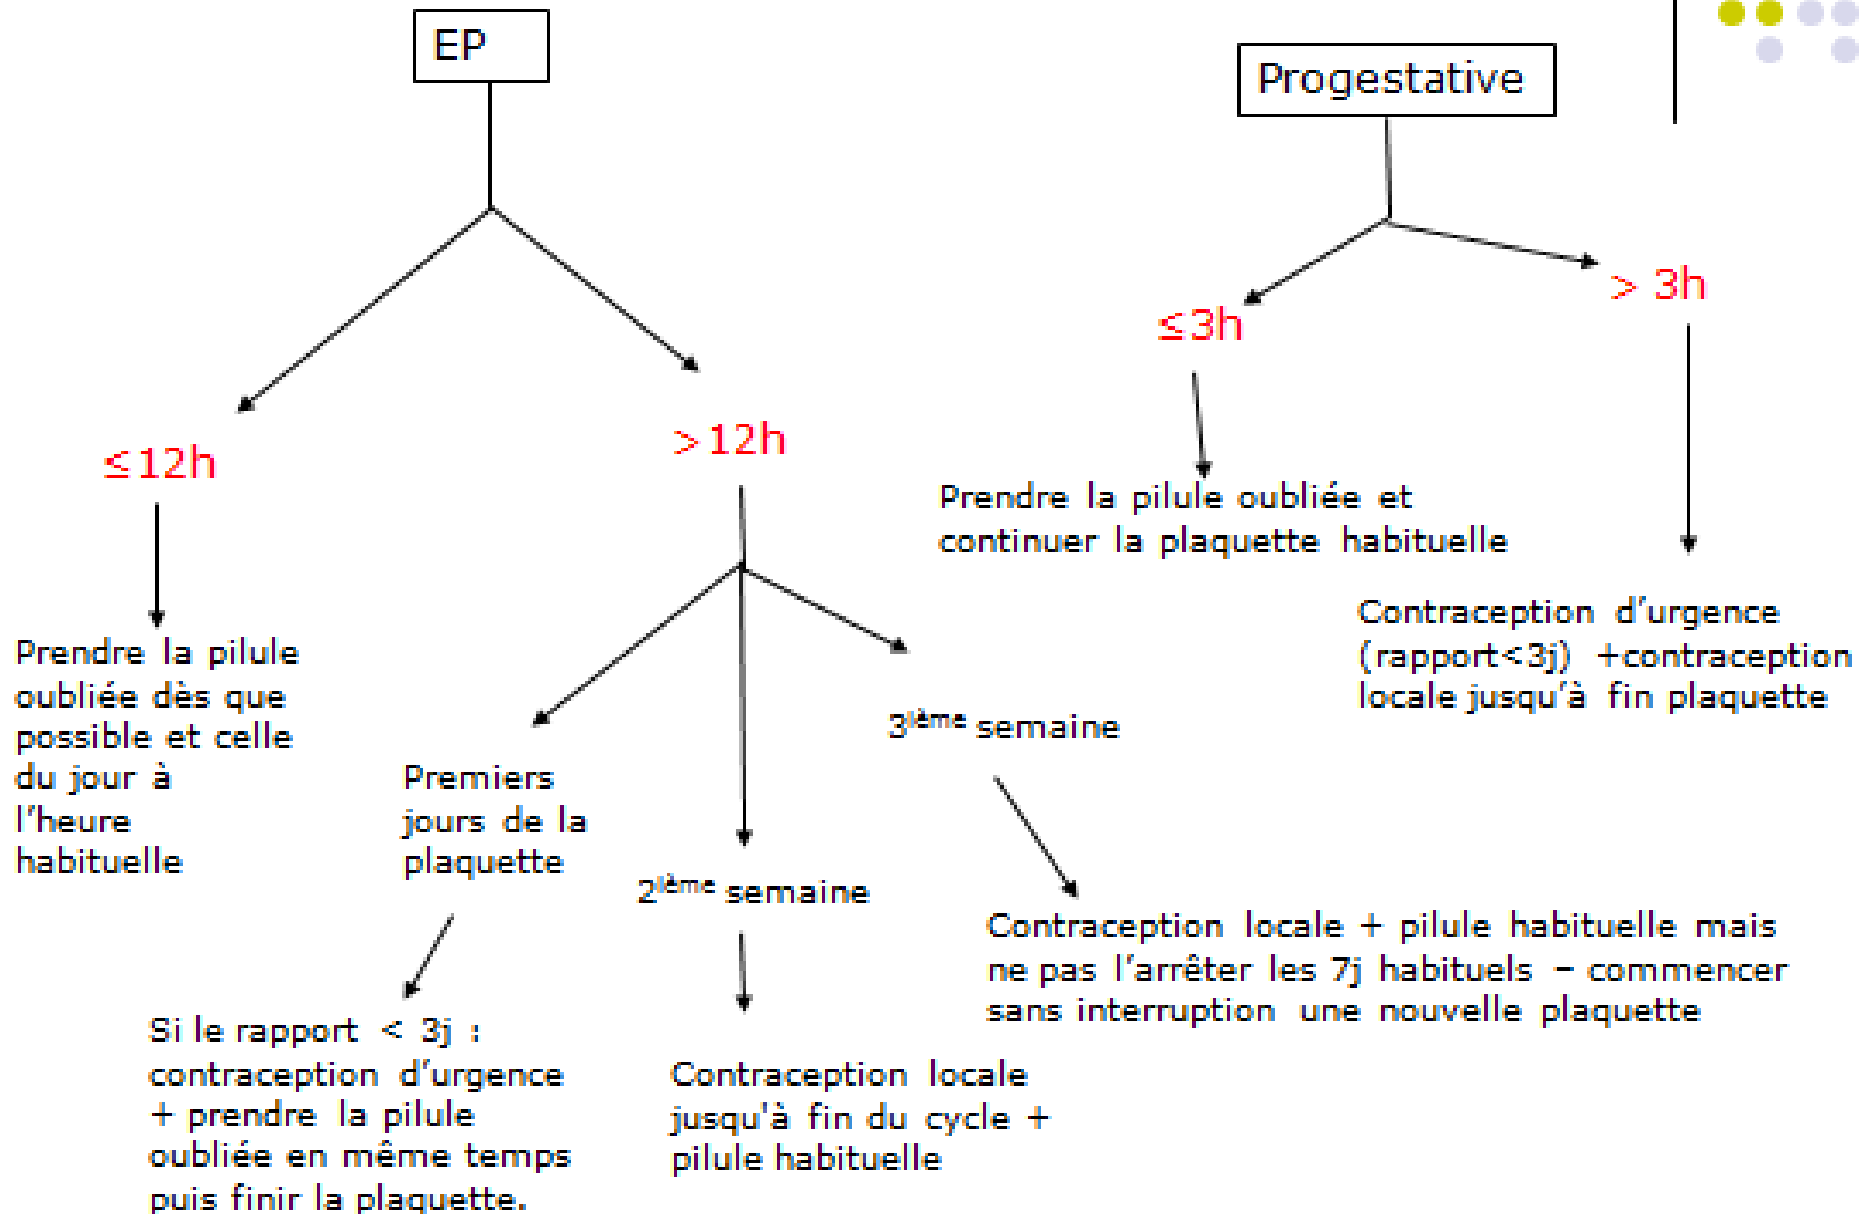 EP
Progestative
≤12h
>12h
≤3h
> 3h
Prendre la pilule
oubliée dès que
possible et celle
du jour à
l'heure
habituelle
Premiers
jours de la
plaquette
2ième semaine
3ième semaine
Si le rapport < 3j :
contraception d'urgence
+ prendre la pilule
oubliée en même temps
puis finir la plaquette.
Contraception locale
jusqu'à fin du cycle +
pilule habituelle
Contraception locale + pilule habituelle mais
ne pas l'arrêter les 7j habituels – commencer
sans interruption une nouvelle plaquette
Prendre la pilule oubliée et
continuer la plaquette habituelle
Contraception d'urgence
(rapport<3j) +contraception
locale jusqu'à fin plaquette